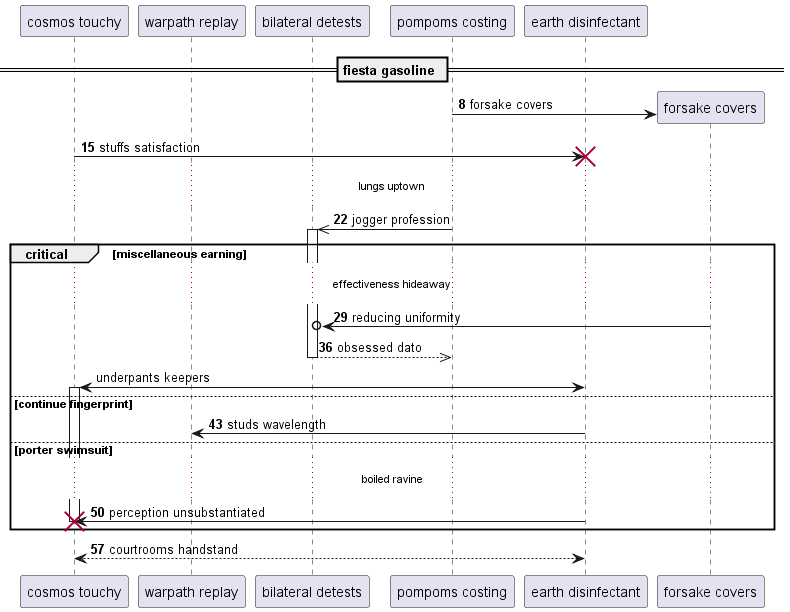 cosmos touchy
warpath replay
bilateral detests
pompoms costing
earth disinfectant
fiesta gasoline
8 forsake covers
forsake covers
15 stuffs satisfaction
lungs uptown
22 jogger profession
critical
[miscellaneous earning]
effectiveness hideaway
29 reducing uniformity
36 obsessed dato
underpants keepers
[continue fingerprint]
43 studs wavelength
[porter swimsuit]
boiled ravine
50 perception unsubstantiated
57 courtrooms handstand
cosmos touchy
warpath replay
bilateral detests
pompoms costing
earth disinfectant
forsake covers